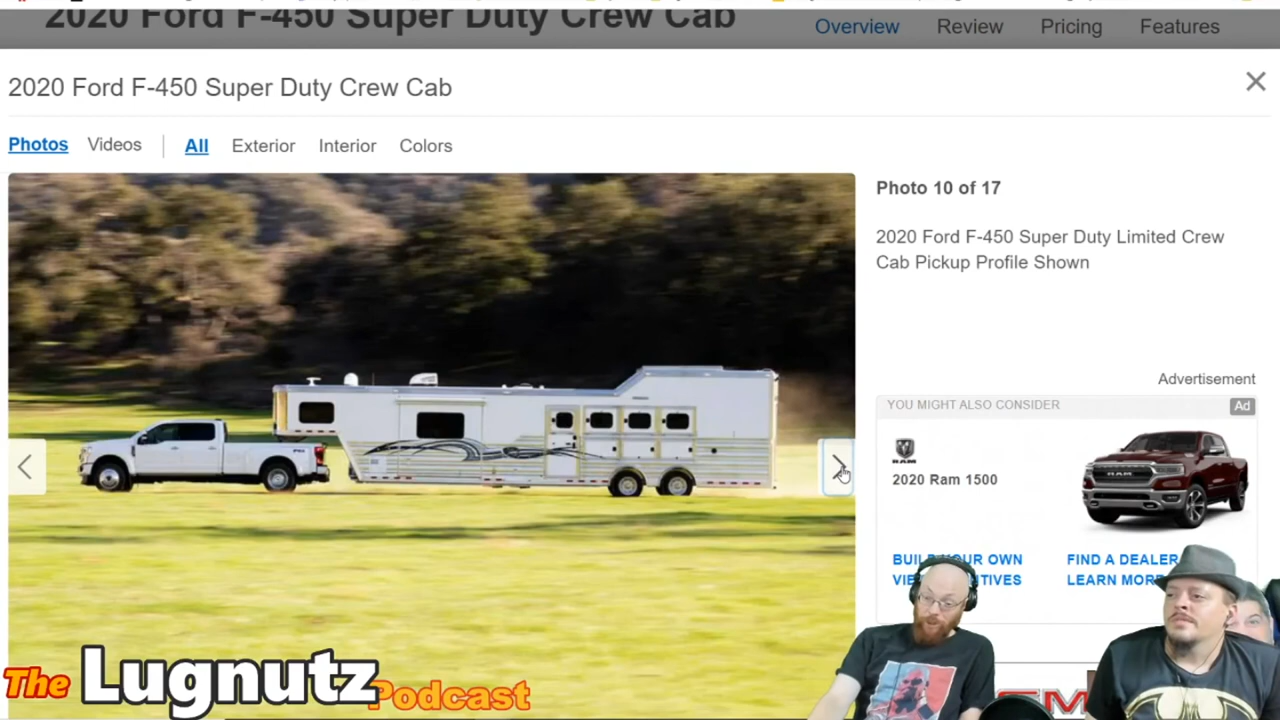 2020 Ford F-450 Super Duty Crew Cab
Overview Review Pricing Features
2020 Ford F-450 Super Duty Crew Cab
Photos Videos All Exterior Interior Colors
Photo 10 of 17
2020 Ford F-450 Super Duty Limited Crew
Cab Pickup Profile Shown
Advertisement
YOU MIGHT ALSO CONSIDER Ad
RAM
2020 Ram 1500
RAM
FIND A DEALER
The Lugnutz Podcast